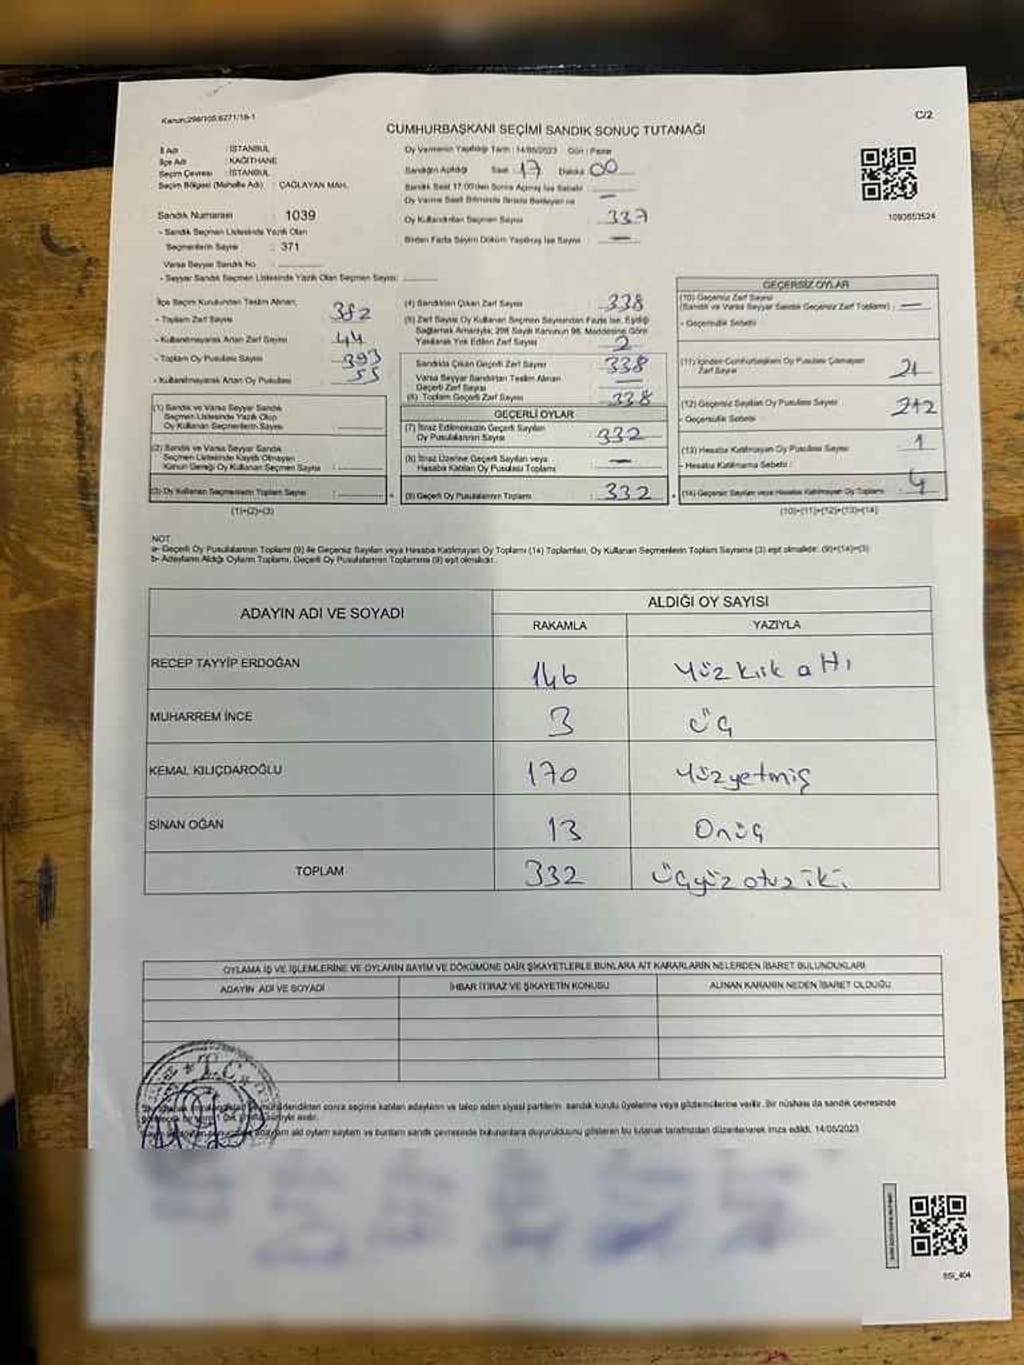 Kanun:298/105,6271/18-1
C/2
CUMHURBAŞKANI SEÇİMİ SANDIK SONUÇ TUTANAĞI
İl Adı : İSTANBUL
İlçe Adı : KAĞITHANE
Seçim Çevresi : İSTANBUL
Seçim Bölgesi (Mahalle Adı) : ÇAĞLAYAN MAH.
Oy Vermenin Yapıldığı Tarih : 14/05/2023 Gün : Pazar
Sandığın Açıldığı Saat : 17 Dakika 00
Sandık Saat 17.00'den Sonra Açılmış İse Sebebi
Oy Verme Saati Bitiminde Sırada Bekleyen ve
Oy Kullandırılan Seçmen Sayısı 337
Birden Fazla Sayım Döküm Yapılmış İse Sayısı —
1093653524
Sandık Numarası 1039
- Sandık Seçmen Listesinde Yazılı Olan
Seçmenlerin Sayısı : 371
Varsa Seyyar Sandık No
- Seyyar Sandık Seçmen Listesinde Yazılı Olan Seçmen Sayısı:
İlçe Seçim Kurulundan Teslim Alınan;
- Toplam Zarf Sayısı 382
- Kullanılmayarak Artan Zarf Sayısı 44
- Toplam Oy Pusulası Sayısı 393
- Kullanılmayarak Artan Oy Pusulası 55
(1) Sandık ve Varsa Seyyar Sandık
Seçmen Listesinde Yazılı Olup
Oy Kullanan Seçmenlerin Sayısı
(2) Sandık ve Varsa Seyyar Sandık
Seçmen Listesinde Kayıtlı Olmayan
Kanun Gereği Oy Kullanan Seçmen Sayısı
(3) Oy Kullanan Seçmenlerin Toplam Sayısı
(1)+(2)=(3)
(4) Sandıktan Çıkan Zarf Sayısı 338
(5) Zarf Sayısı Oy Kullanan Seçmen Sayısından Fazla İse, Eşitliği
Sağlamak Amacıyla; 298 Sayılı Kanunun 98. Maddesine Göre
Yakılarak Yok Edilen Zarf Sayısı 2
Sandıkta Çıkan Geçerli Zarf Sayısı 338
Varsa Seyyar Sandıktan Teslim Alınan
Geçerli Zarf Sayısı —
(6) Toplam Geçerli Zarf Sayısı 338
GEÇERLİ OYLAR
(7) İtiraz Edilmeksizin Geçerli Sayılan
Oy Pusulalarının Sayısı 332
(8) İtiraz Üzerine Geçerli Sayılan veya
Hesaba Katılan Oy Pusulası Toplamı —
(9) Geçerli Oy Pusulalarının Toplamı 332
GEÇERSİZ OYLAR
(10) Geçersiz Zarf Sayısı
(Sandık ve Varsa Seyyar Sandık Geçersiz Zarf Toplamı) : —
- Geçersizlik Sebebi
(11) İçinden Cumhurbaşkanı Oy Pusulası Çıkmayan
Zarf Sayısı
(12) Geçersiz Sayılan Oy Pusulası Sayısı
- Geçersizlik Sebebi
(13) Hesaba Katılmayan Oy Pusulası Sayısı 1
- Hesaba Katılmama Sebebi :
(14) Geçersiz Sayılan veya Hesaba Katılmayan Oy Toplamı 4
(10)+(11)+(12)+(13)=(14)
NOT
a- Geçerli Oy Pusulalarının Toplamı (9) ile Geçersiz Sayılan veya Hesaba Katılmayan Oy Toplamı (14) Toplamları, Oy Kullanan Seçmenlerin Toplam Sayısına (3) eşit olmalıdır. (9)+(14)=(3)
b- Adayların Aldığı Oyların Toplamı, Geçerli Oy Pusulalarının Toplamına (9) eşit olmalıdır.
ADAYIN ADI VE SOYADI
ALDIĞI OY SAYISI
RAKAMLA YAZIYLA
RECEP TAYYİP ERDOĞAN 146 Yüz kırk altı
MUHARREM İNCE 3 üç
KEMAL KILIÇDAROĞLU 170 Yüzyetmiş
SİNAN OĞAN 13 Onüç
TOPLAM 332 üçyüz otuz iki
OYLAMA İŞ VE İŞLEMLERİNE VE OYLARIN SAYIM VE DÖKÜMÜNE DAİR ŞİKAYETLERLE BUNLARA AİT KARARLARIN NELERDEN İBARET BULUNDUKLARI
ADAYIN ADI VE SOYADI İHBAR İTİRAZ VE ŞİKAYETİN KONUSU ALINAN KARARIN NEDEN İBARET OLDUĞU
T.C.
sonra seçime katılan adayların ve talep eden siyasi partilerin sandık kurulu üyelerine veya gözlemcilerine verilir. Bir nüshası da sandık çevresinde
asılır.
oyların sayılan ve bunların sandık çevresinde bulunanlara duyurulduğunu gösteren bu tutanak tarafımızdan düzenlenerek imza edildi. 14/05/2023
SSİ_404